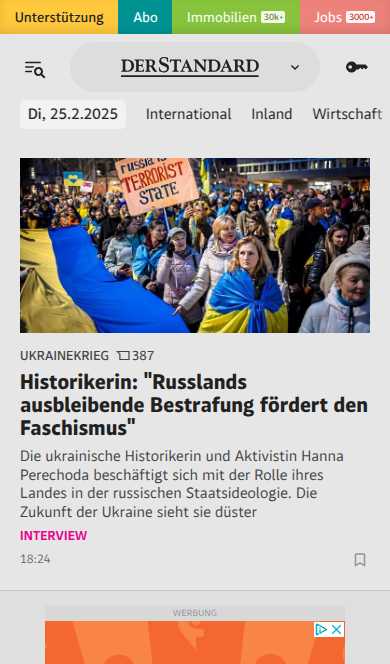 Unterstützung Abo Immobilien 30k+ Jobs 3000+
DERSTANDARD
Di, 25.2.2025 International Inland Wirtschaft
russia is
TERRORIST
STATE
UKRAINEKRIEG 387
Historikerin: "Russlands
ausbleibende Bestrafung fördert den
Faschismus"
Die ukrainische Historikerin und Aktivistin Hanna
Perechoda beschäftigt sich mit der Rolle ihres
Landes in der russischen Staatsideologie. Die
Zukunft der Ukraine sieht sie düster
INTERVIEW
18:24
WERBUNG